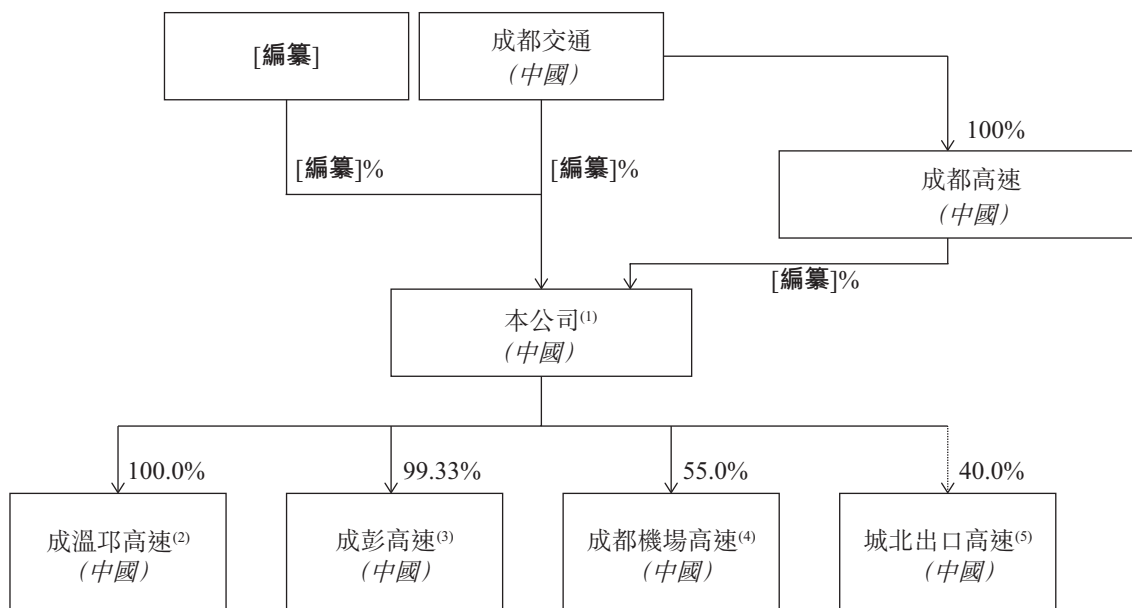 [編纂]
成都交通
(中國)
100%
[編纂]%
[編纂]%
成都高速
(中國)
[編纂]%
本公司(1)
(中國)
100.0%
99.33%
55.0%
40.0%
成溫邛高速(2)
(中國)
成彭高速(3)
(中國)
成都機場高速(4)
(中國)
城北出口高速(5)
(中國)